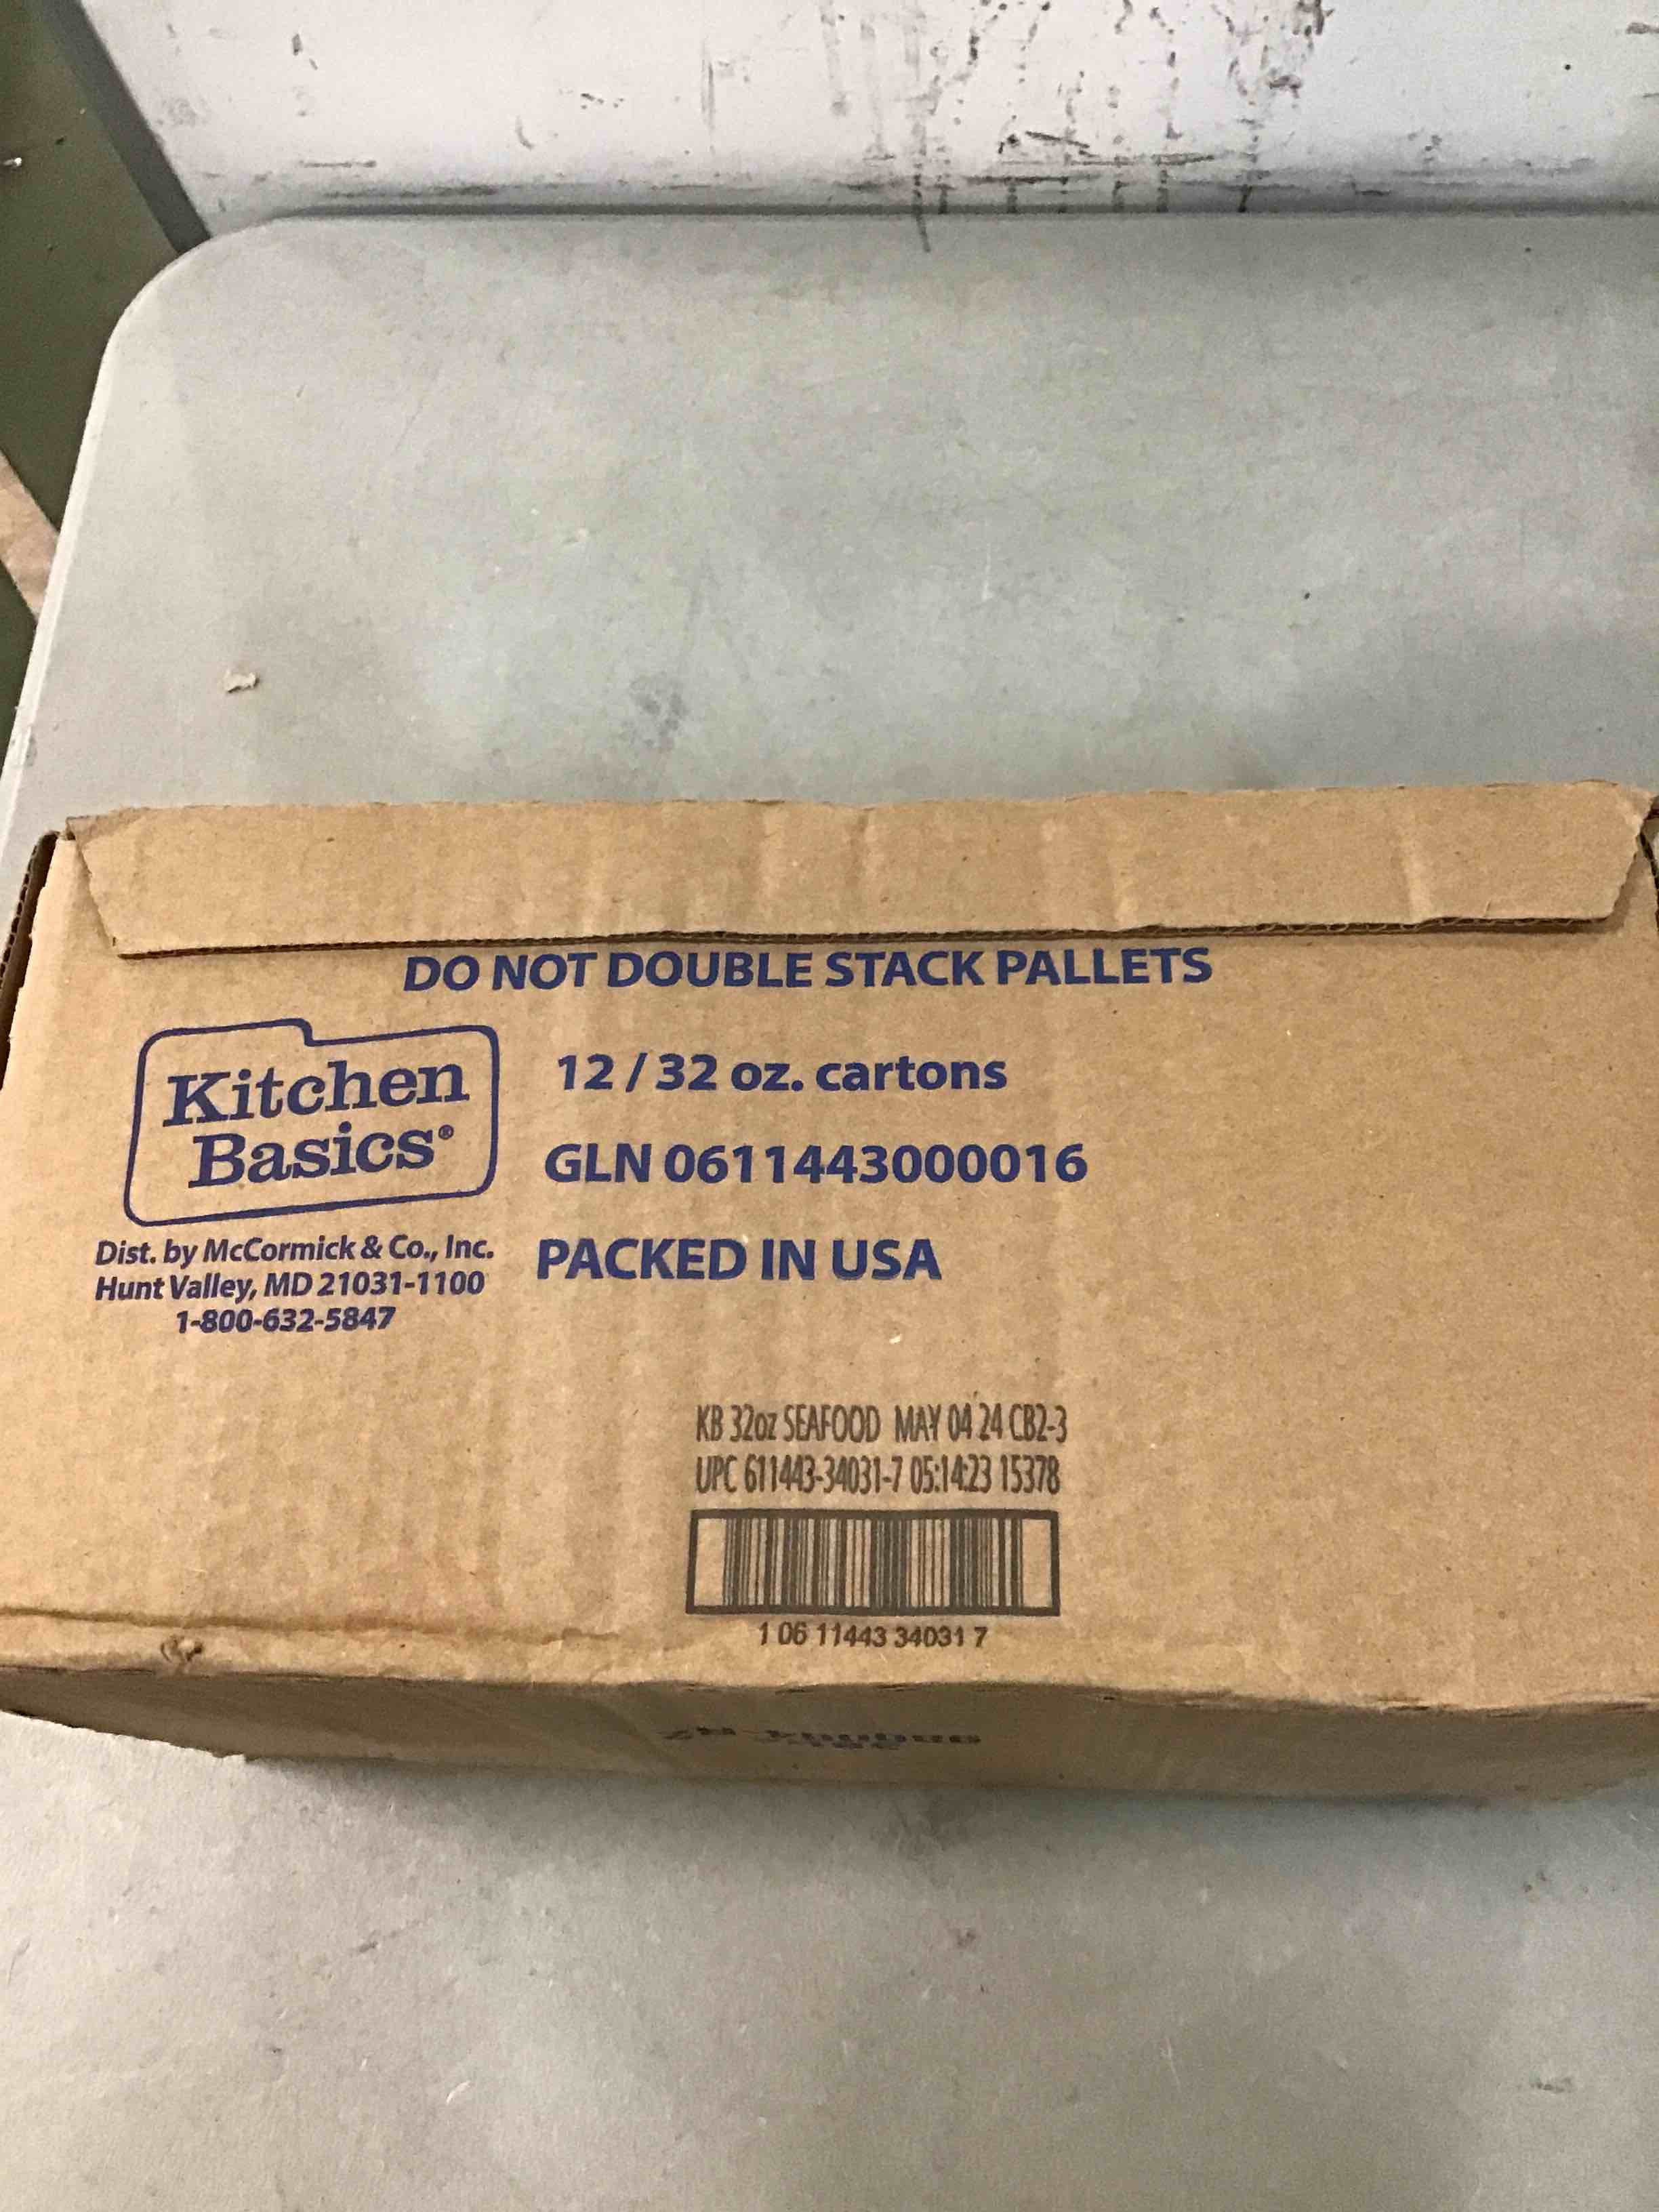 DO NOT DOUBLE STACK PALLETS
Kitchen
Basics®
12 / 32 oz. cartons
GLN 0611443000016
PACKED IN USA
Dist. by McCormick & Co., Inc.
Hunt Valley, MD 21031-1100
1-800-632-5847
KB 32oz SEAFOOD MAY 04 24 CB2-3
UPC 611443-34031-7 05:14:23 15378
1 06 11443 34031 7